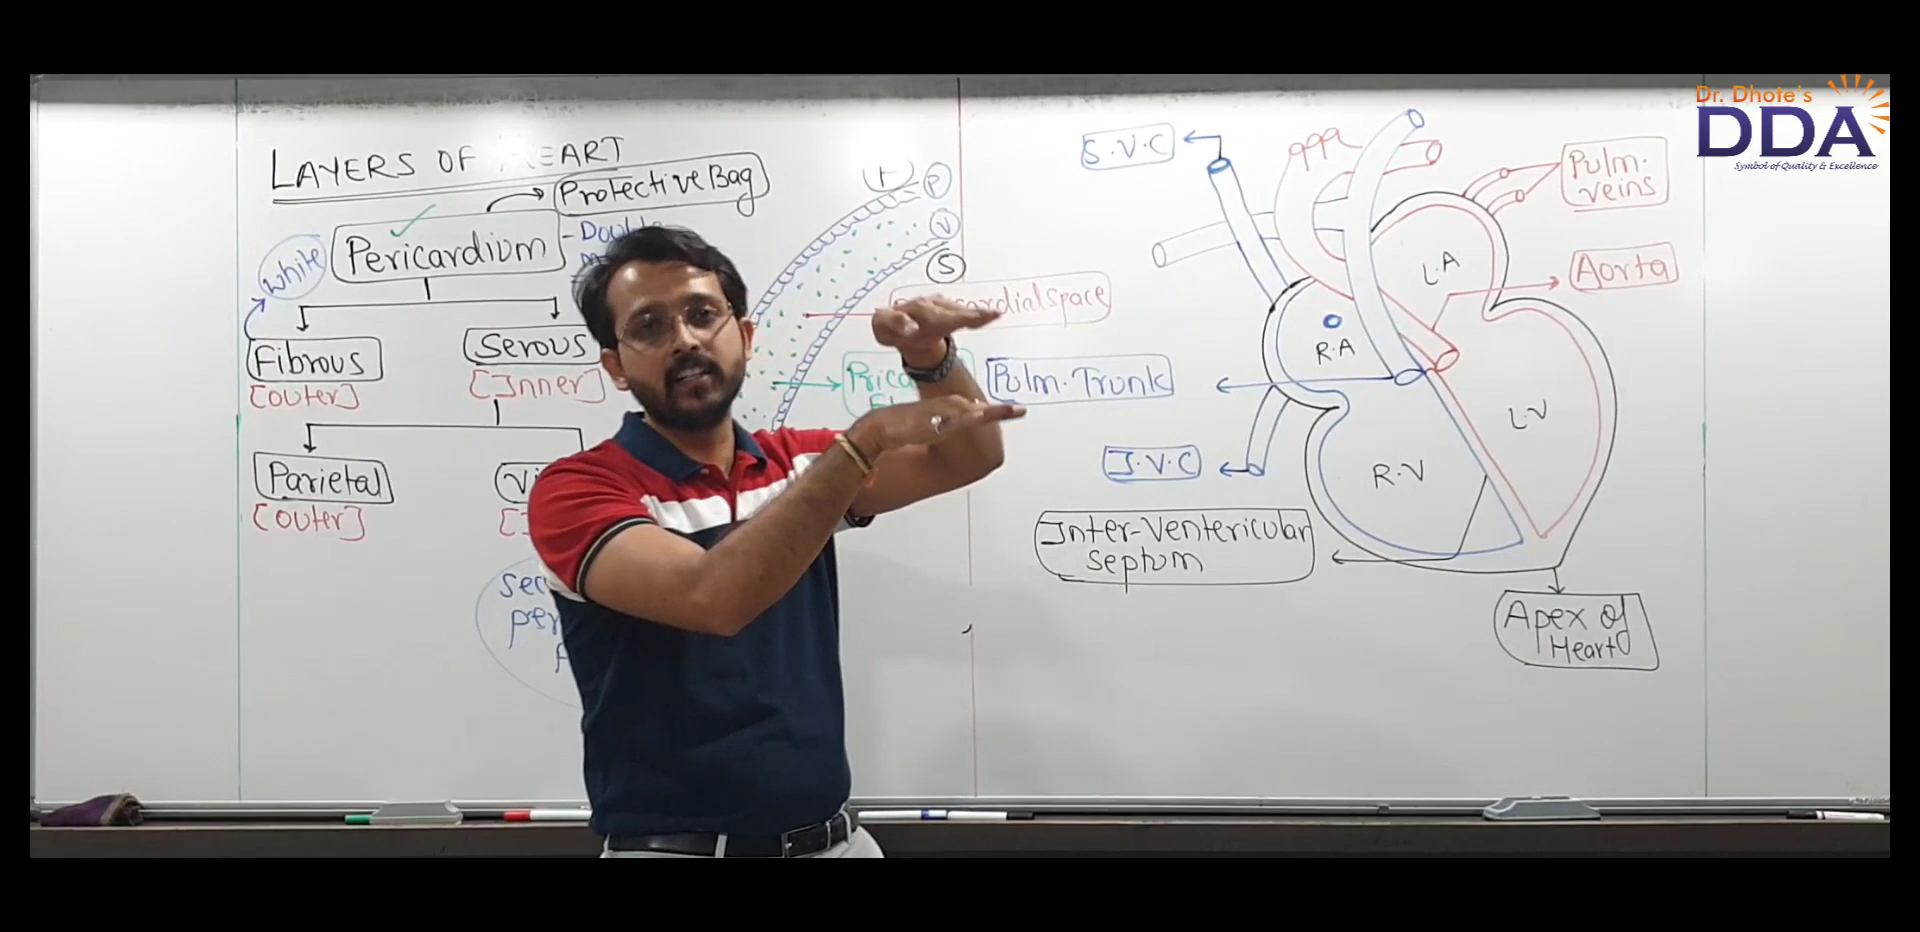 LAYERS OF HEART
Protective Bag
Pericardium
white
Fibrous
[Outer]
Serous
[Inner]
Parietal
[Outer]
F
P
V
S
S.V.C
Pulm.
veins
Aorta
L.A
R.A
Pulm. Trunk
L.V
I.V.C
R.V
Inter-Ventericular
septum
Apex of
Heart
Dr. Dhote's
DDA
Symbol of Quality & Excellence